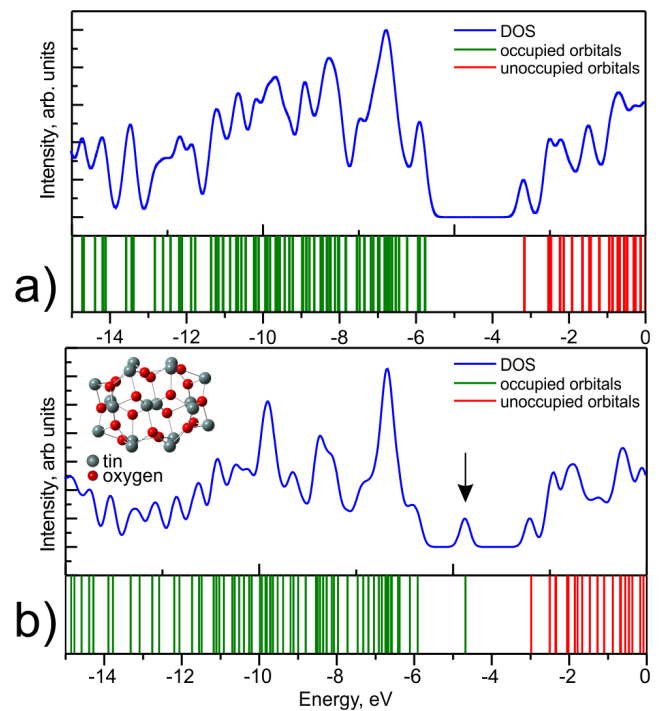 Intensity, arb. units
DOS
occupied orbitals
unoccupied orbitals
a)
-14 -12 -10 -8 -6 -4 -2 0
Intensity, arb units
DOS
occupied orbitals
unoccupied orbitals
tin
oxygen
b)
-14 -12 -10 -8 -6 -4 -2 0
Energy, eV